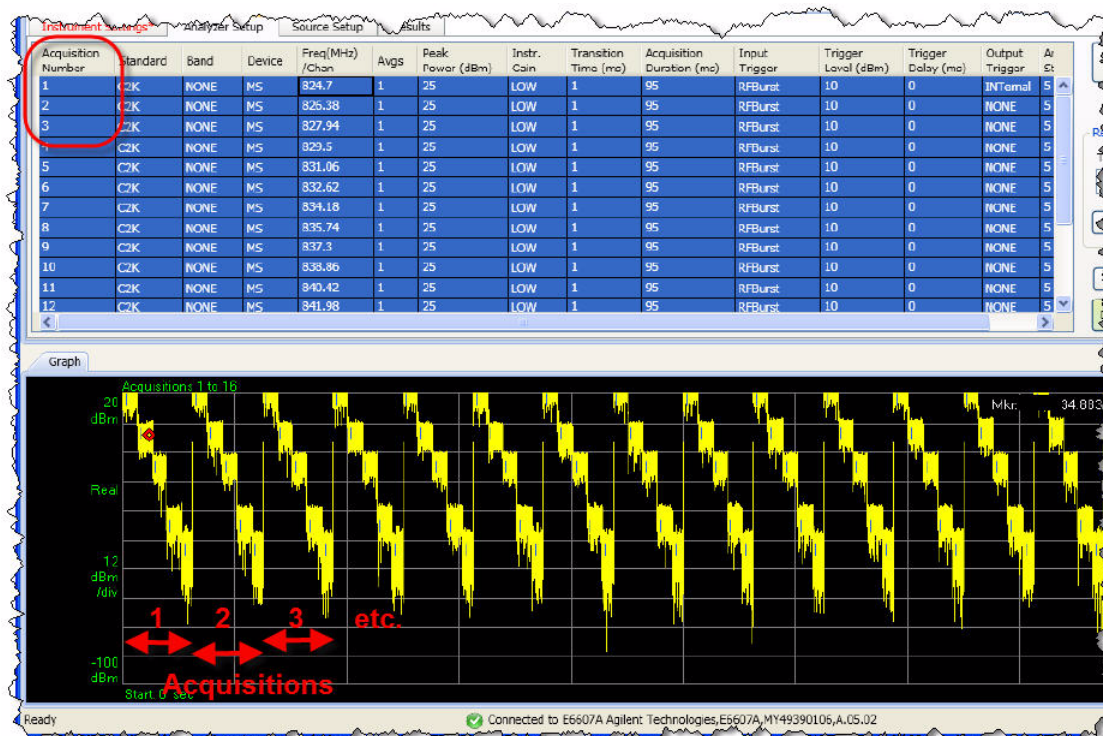 Instrument Settings* Analyzer Setup Source Setup Results
Acquisition Number Standard Band Device Freq(MHz) /Chan Avgs Peak Power (dBm) Instr. Gain Transition Time (ms) Acquisition Duration (ms) Input Trigger Trigger Level (dBm) Trigger Delay (ms) Output Trigger
1 C2K NONE MS 824.7 1 25 LOW 1 95 RFBurst 10 0 INTernal 5
2 C2K NONE MS 826.38 1 25 LOW 1 95 RFBurst 10 0 NONE 5
3 C2K NONE MS 827.94 1 25 LOW 1 95 RFBurst 10 0 NONE 5
4 C2K NONE MS 829.5 1 25 LOW 1 95 RFBurst 10 0 NONE 5
5 C2K NONE MS 831.06 1 25 LOW 1 95 RFBurst 10 0 NONE 5
6 C2K NONE MS 832.62 1 25 LOW 1 95 RFBurst 10 0 NONE 5
7 C2K NONE MS 834.18 1 25 LOW 1 95 RFBurst 10 0 NONE 5
8 C2K NONE MS 835.74 1 25 LOW 1 95 RFBurst 10 0 NONE 5
9 C2K NONE MS 837.3 1 25 LOW 1 95 RFBurst 10 0 NONE 5
10 C2K NONE MS 838.86 1 25 LOW 1 95 RFBurst 10 0 NONE 5
11 C2K NONE MS 840.42 1 25 LOW 1 95 RFBurst 10 0 NONE 5
12 C2K NONE MS 841.98 1 25 LOW 1 95 RFBurst 10 0 NONE 5
Graph
Acquisitions 1 to 16
20
dBm
Mkr: 34.883
Real
12
dBm
/div
1 2 3 etc.
-100
dBm
Acquisitions
Start 0 sec
Ready Connected to E6607A Agilent Technologies,E6607A,MY49390106,A.05.02